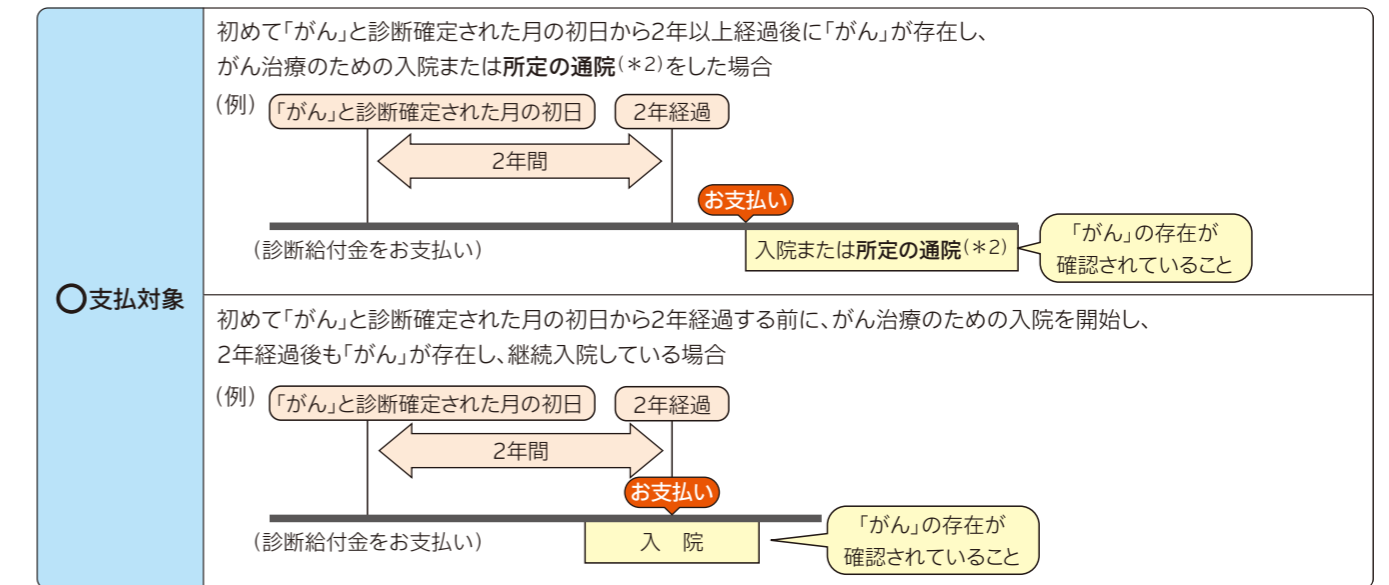 初めて「がん」と診断確定された月の初日から2年以上経過後に「がん」が存在し、
がん治療のための入院または所定の通院(*2)をした場合
(例)
「がん」と診断確定された月の初日
2年経過
2年間
お支払い
(診断給付金をお支払い)
入院または所定の通院(*2)
「がん」の存在が
確認されていること
○支払対象
初めて「がん」と診断確定された月の初日から2年経過する前に、がん治療のための入院を開始し、
2年経過後も「がん」が存在し、継続入院している場合
(例)
「がん」と診断確定された月の初日
2年経過
2年間
お支払い
(診断給付金をお支払い)
入 院
「がん」の存在が
確認されていること